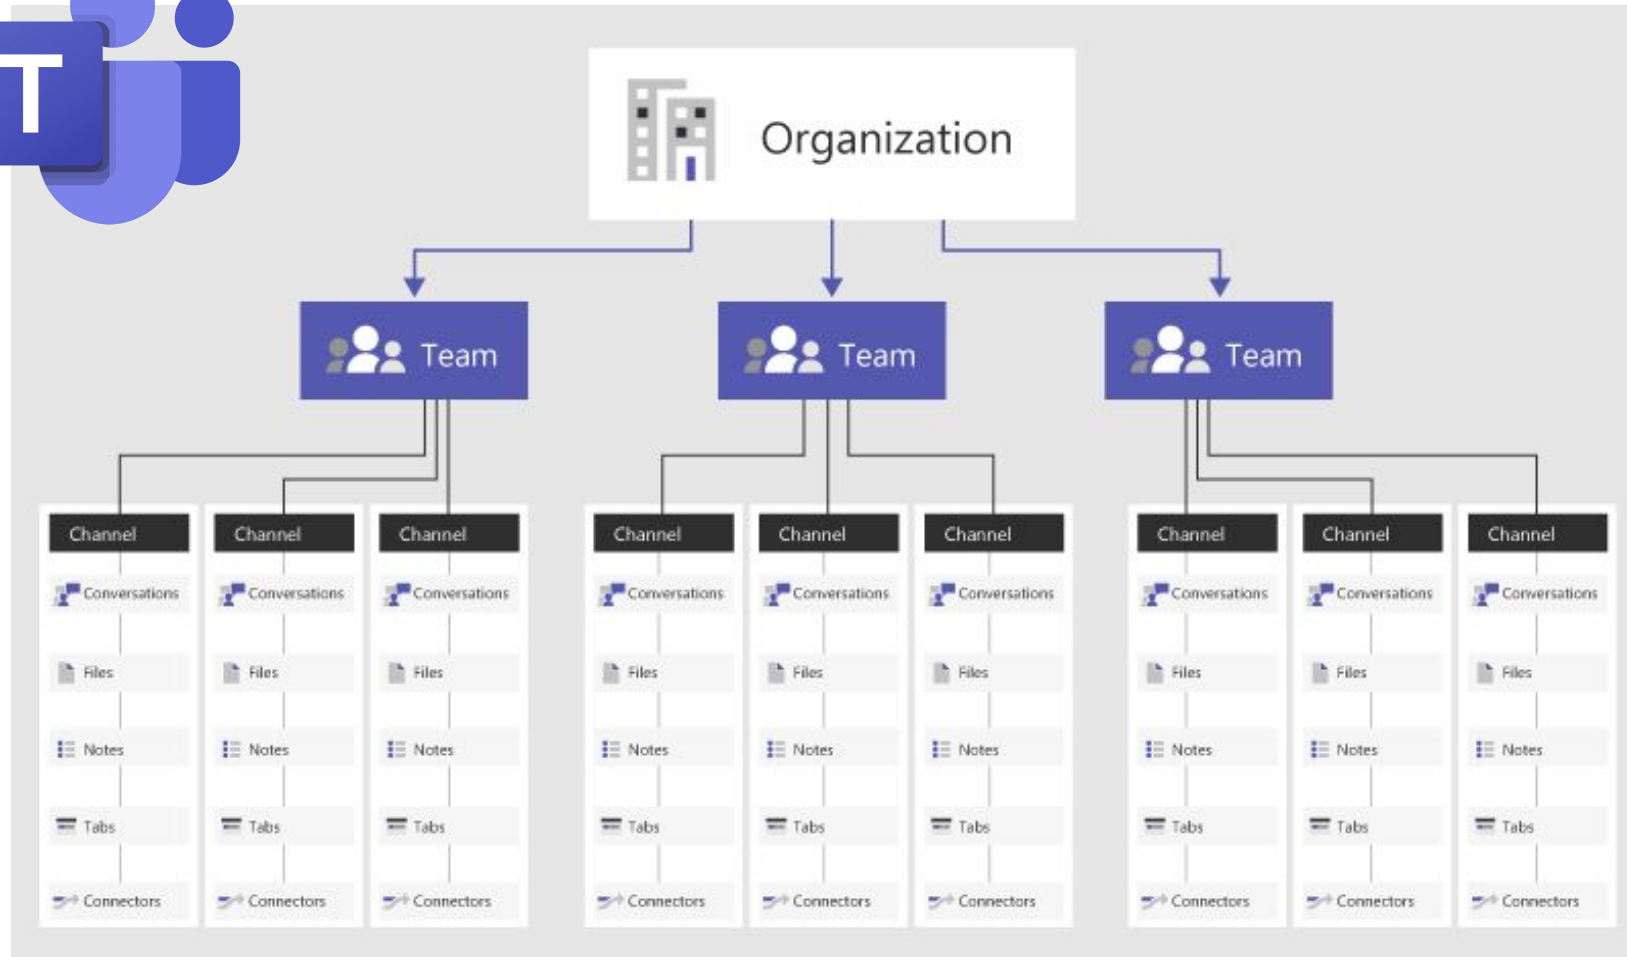 T
Organization
Team Team Team
Channel Channel Channel Channel Channel Channel Channel Channel Channel
Conversations Conversations Conversations Conversations Conversations Conversations Conversations Conversations Conversations
Files Files Files Files Files Files Files Files Files
Notes Notes Notes Notes Notes Notes Notes Notes Notes
Tabs Tabs Tabs Tabs Tabs Tabs Tabs Tabs Tabs
Connectors Connectors Connectors Connectors Connectors Connectors Connectors Connectors Connectors